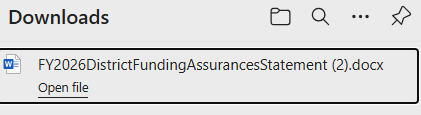 Downloads
FY2026DistrictFundingAssurancesStatement (2).docx
Open file